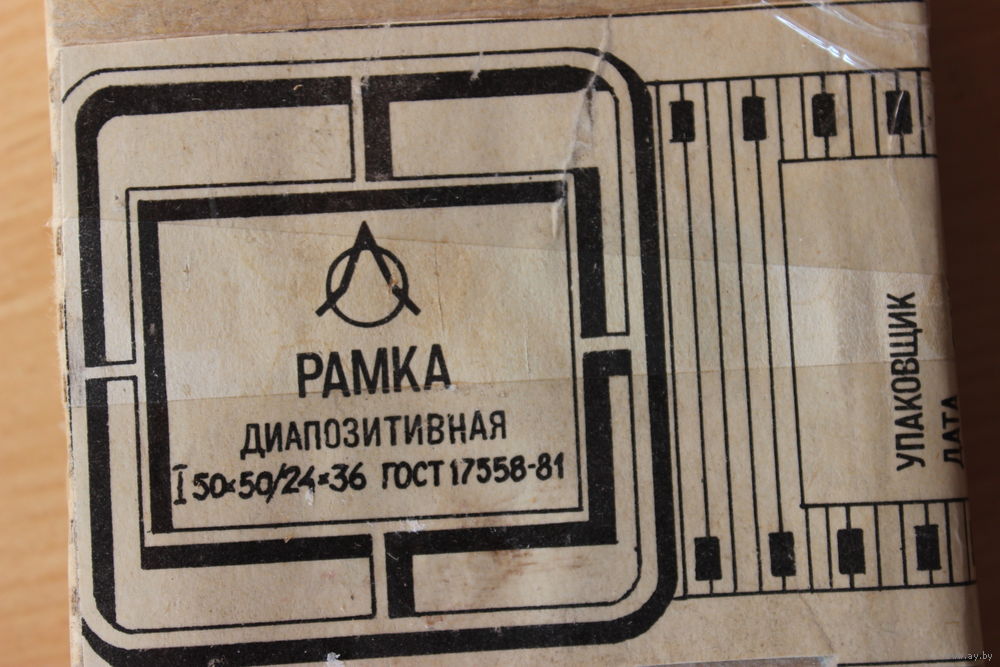 РАМКА
ДИАПОЗИТИВНАЯ
I 50×50/24×36 ГОСТ 17558-81
УПАКОВЩИК
ДАТА